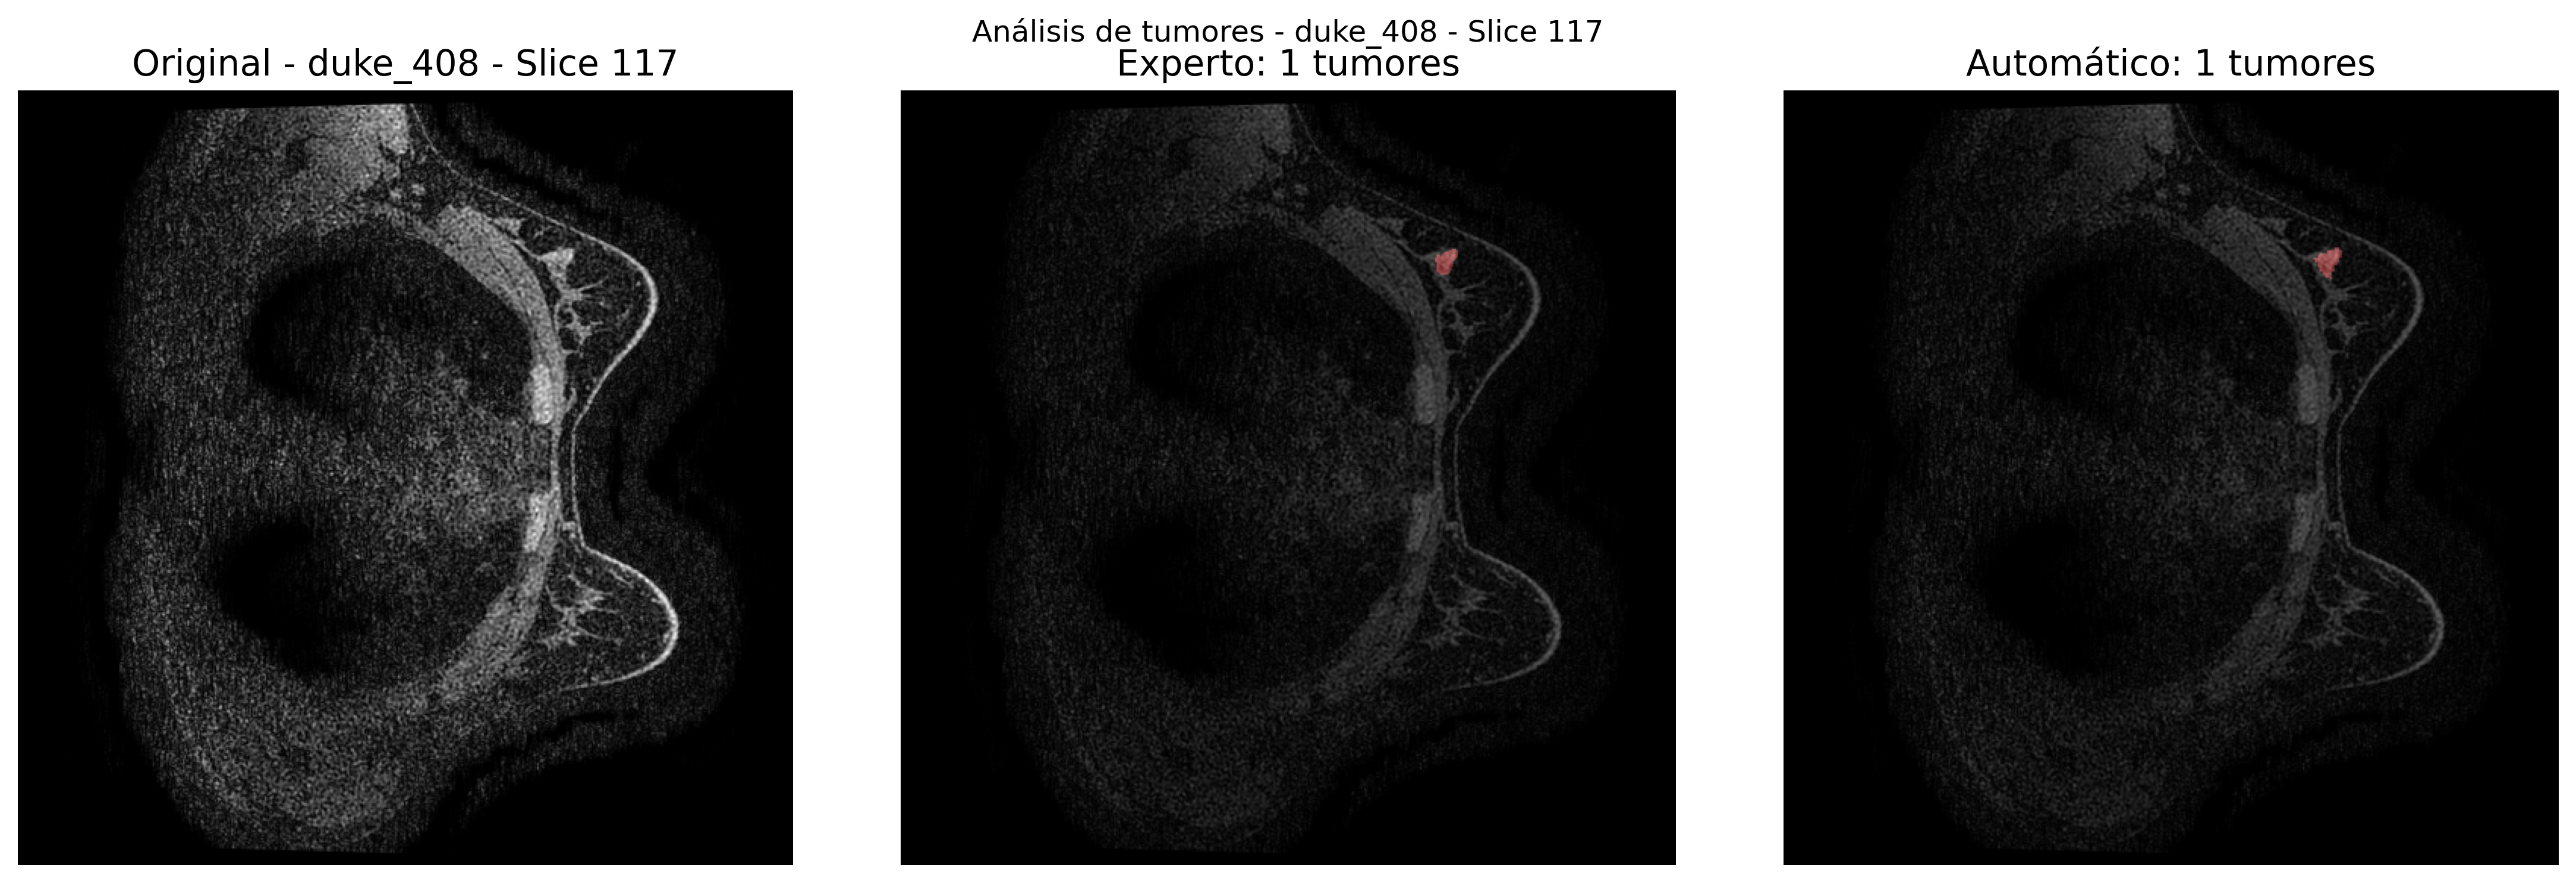 Análisis de tumores - duke_408 - Slice 117
Original - duke_408 - Slice 117
Experto: 1 tumores
Automático: 1 tumores